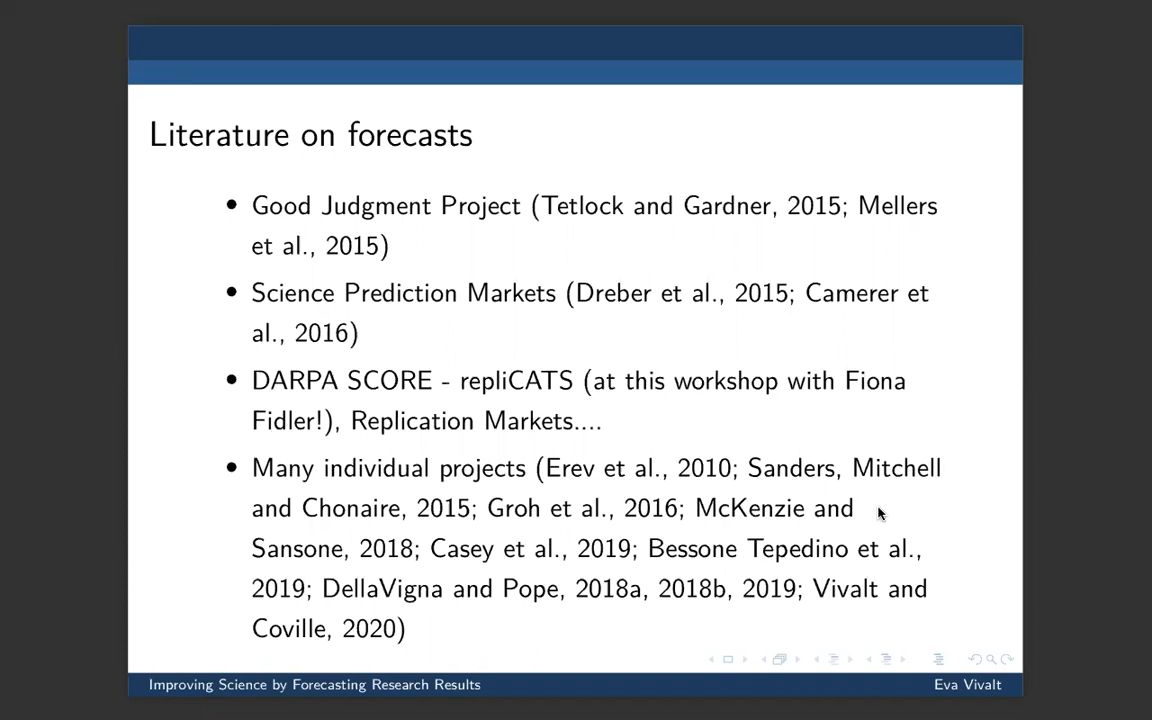 Literature on forecasts
• Good Judgment Project (Tetlock and Gardner, 2015; Mellers
et al., 2015)
• Science Prediction Markets (Dreber et al., 2015; Camerer et
al., 2016)
• DARPA SCORE - repliCATS (at this workshop with Fiona
Fidler!), Replication Markets....
• Many individual projects (Erev et al., 2010; Sanders, Mitchell
and Chonaire, 2015; Groh et al., 2016; McKenzie and
Sansone, 2018; Casey et al., 2019; Bessone Tepedino et al.,
2019; DellaVigna and Pope, 2018a, 2018b, 2019; Vivalt and
Coville, 2020)
Improving Science by Forecasting Research Results
Eva Vivalt